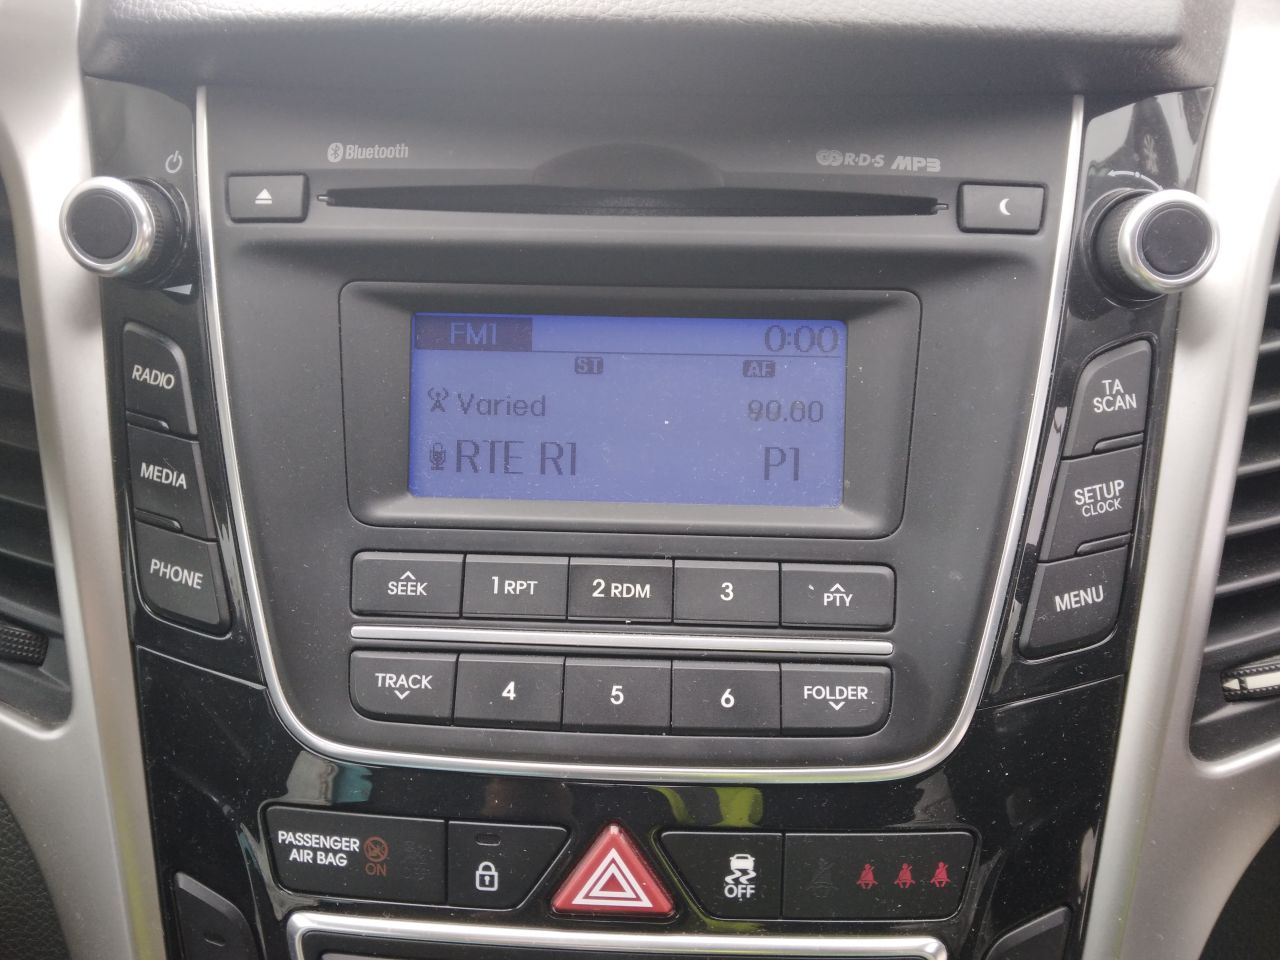 Bluetooth
R·D·S MP3
FM1 0:00
ST AF
Varied 90.00
RTE R1 P1
RADIO
MEDIA
PHONE
TA
SCAN
SETUP
CLOCK
MENU
SEEK 1 RPT 2 RDM 3 PTY
TRACK 4 5 6 FOLDER
PASSENGER
AIR BAG
ON
OFF